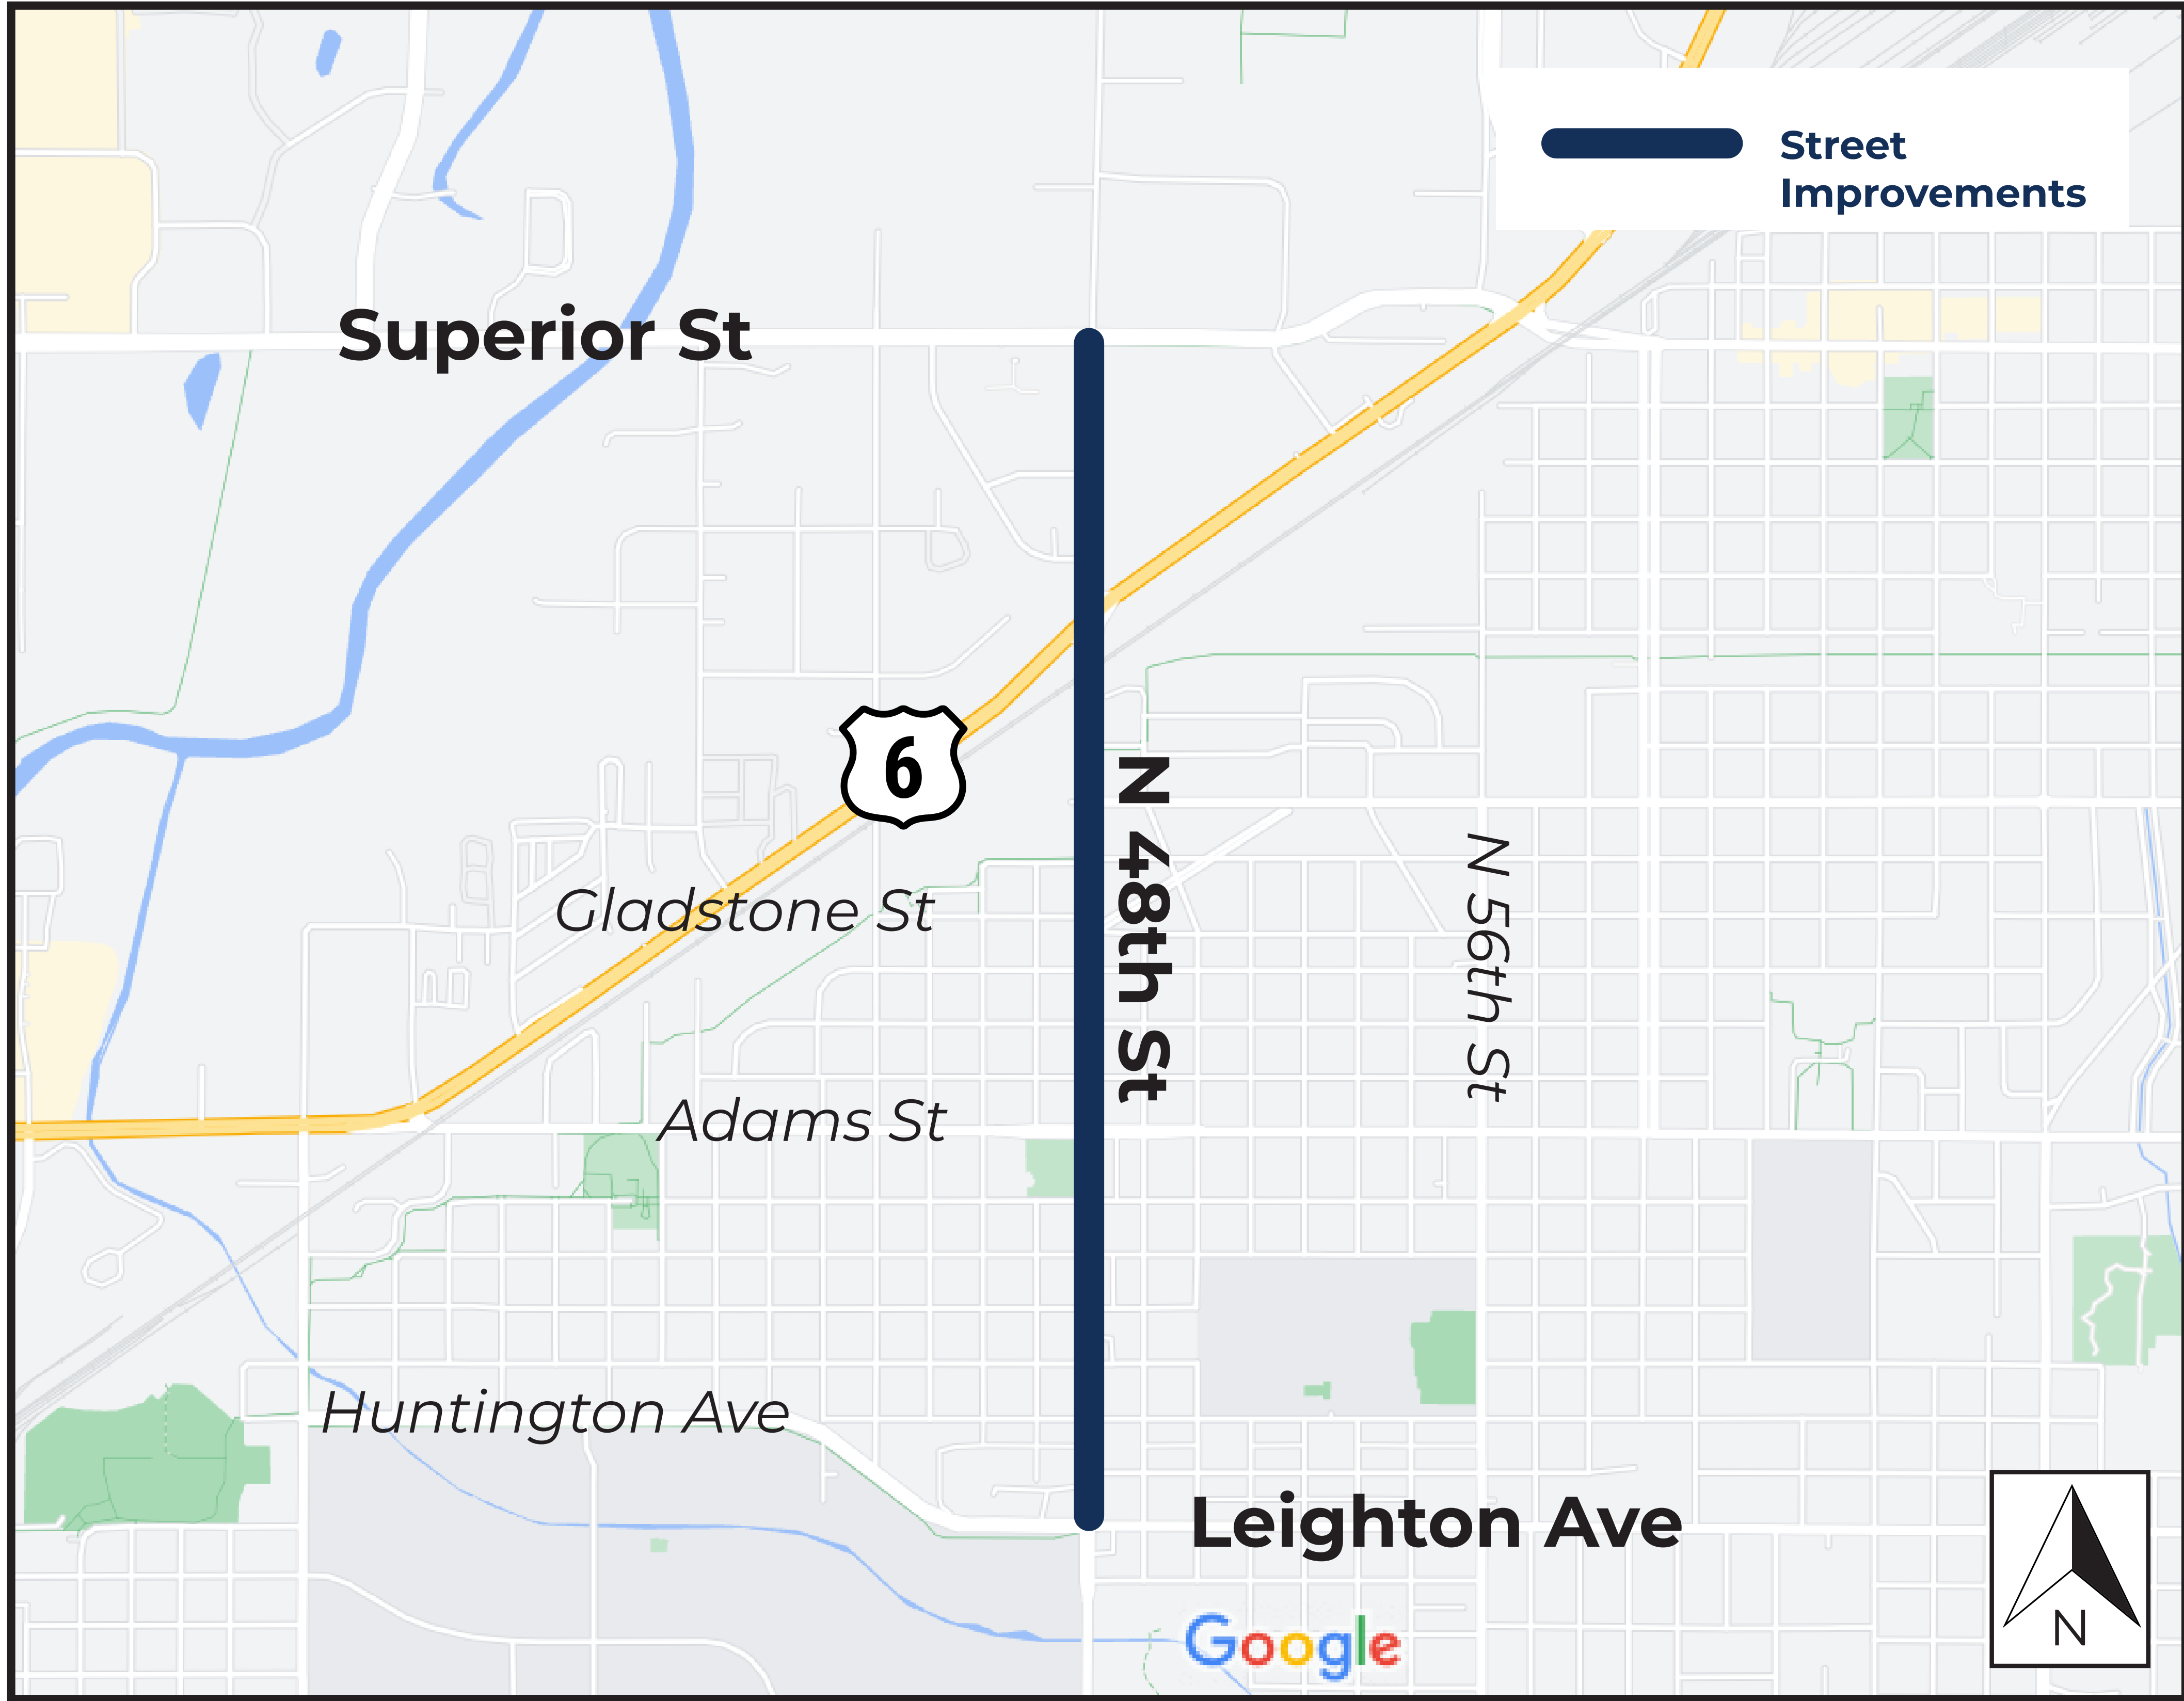 Street
Improvements
Superior St
6
N 48th St
N 56th St
Gladstone St
Adams St
Huntington Ave
Leighton Ave
Google
N